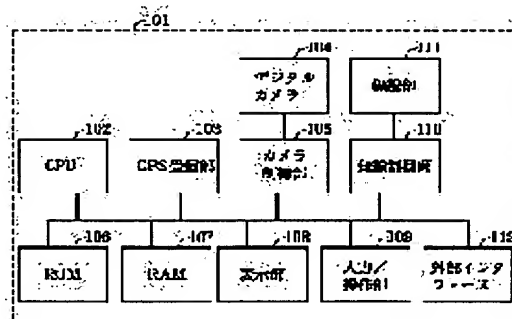 101
104
111
デジタル
カメラ
102
103
105
110
CPU
GPS受信部
カメラ
制御部
106
107
108
109
112
ROM
RAM
表示部
入力/
操作部
外部インタ
フェース